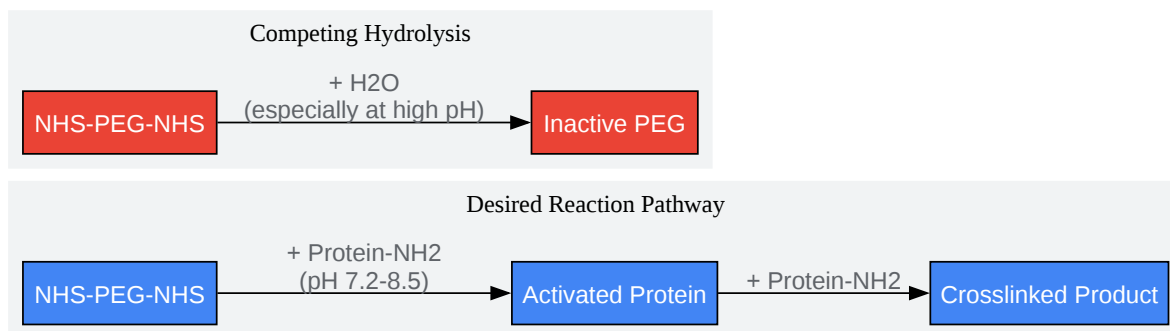 Competing Hydrolysis
+ H2O
(especially at high pH)
NHS-PEG-NHS
Inactive PEG
Desired Reaction Pathway
+ Protein-NH2
(pH 7.2-8.5)
NHS-PEG-NHS
Activated Protein
+ Protein-NH2
Crosslinked Product